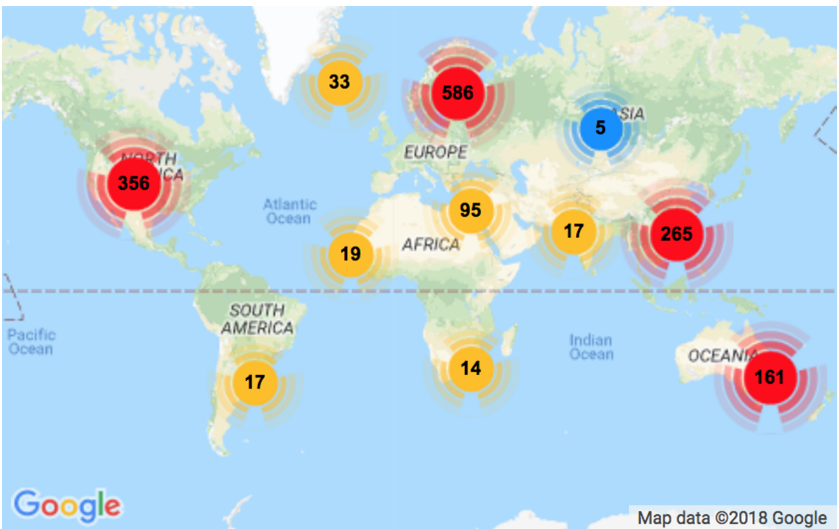 33
586
ASIA
5
NORTH
AMERICA
356
EUROPE
Atlantic
Ocean
95
17
265
AFRICA
19
SOUTH
AMERICA
Pacific
Ocean
Indian
Ocean
OCEANIA
17
14
161
Google
Map data ©2018 Google